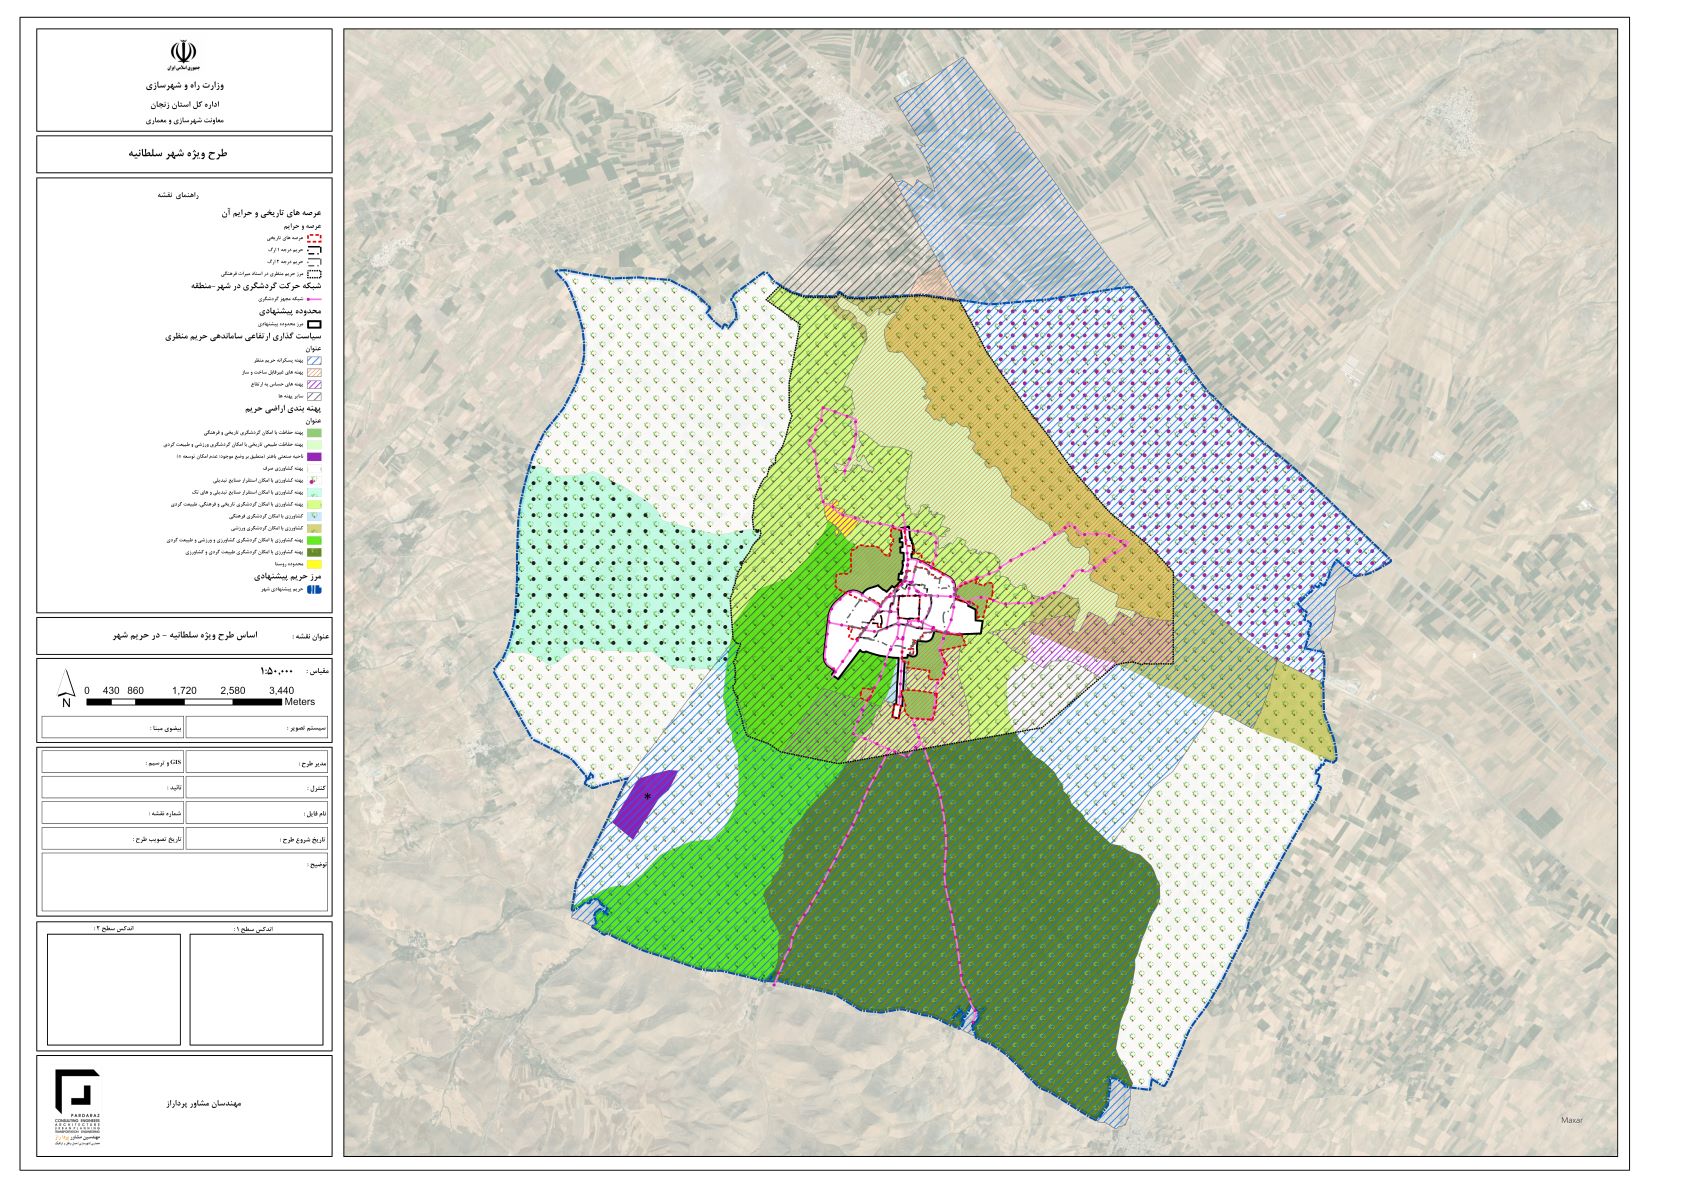 جمهوری اسلامی ایران
وزارت راه و شهرسازی
اداره کل استان زنجان
معاونت شهرسازی و معماری
طرح ویژه شهر سلطانیه
راهنمای نقشه
عرصه های تاریخی و حرایم آن
عرصه و حرایم
عرصه های تاریخی
حریم درجه ۱ ارگ
حریم درجه ۲ ارگ
مرز حریم منظری در اسناد میراث فرهنگی
شبکه حرکت گردشگری در شهر-منطقه
شبکه مجهز گردشگری
محدوده پیشنهادی
مرز محدوده پیشنهادی
سیاست گذاری ارتفاعی ساماندهی حریم منظری
عنوان
پهنه پسکرانه حریم منظر
پهنه های غیرقابل ساخت و ساز
پهنه های حساس به ارتفاع
سایر پهنه ها
پهنه بندی اراضی حریم
عنوان
پهنه حفاظت با امکان گردشگری تاریخی و فرهنگی
پهنه حفاظت طبیعی تاریخی با امکان گردشگری ورزشی و طبیعت گردی
ناحیه صنعتی باهنر (منطبق بر وضع موجود/ عدم امکان توسعه *)
پهنه کشاورزی صرف
پهنه کشاورزی با امکان استقرار صنایع تبدیلی
پهنه کشاورزی با امکان استقرار صنایع تبدیلی و های تک
پهنه کشاورزی با امکان گردشگری تاریخی و فرهنگی، طبیعت گردی
کشاورزی با امکان گردشگری فرهنگی
کشاورزی با امکان گردشگری ورزشی
پهنه کشاورزی با امکان گردشگری کشاورزی و ورزشی و طبیعت گردی
پهنه کشاورزی با امکان گردشگری طبیعت گردی و کشاورزی
محدوده روستا
مرز حریم پیشنهادی
حریم پیشنهادی شهر
عنوان نقشه : اساس طرح ویژه سلطانیه - در حریم شهر
مقیاس : ۱:۵۰,۰۰۰
0 430 860 1,720 2,580 3,440
Meters
N
سیستم تصویر : بیضوی مبنا :
مدیر طرح : GIS و ترسیم :
کنترل : تائید :
نام فایل : شماره نقشه :
تاریخ شروع طرح : تاریخ تصویب طرح :
توضیح :
اندکس سطح ۱ : اندکس سطح ۲ :
مهندسان مشاور پرداراز
PARDARAZ
CONSULTING ENGINEERS
ARCHITECTURE
URBAN PLANNING
TRANSPORTATION ENGINEERING
مهندسین مشاور پردا راز
*
Maxar